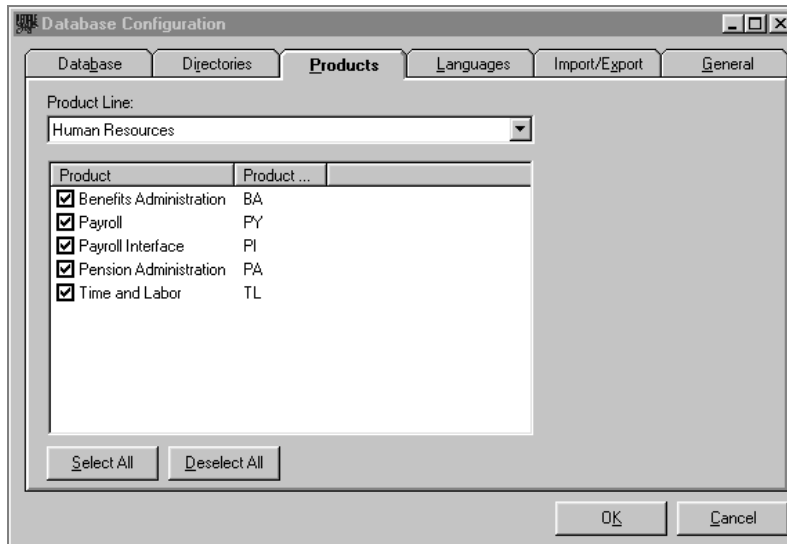 Database Configuration
Database Directories Products Languages Import/Export General
Product Line:
Human Resources
Product Product ...
Benefits Administration BA
Payroll PY
Payroll Interface PI
Pension Administration PA
Time and Labor TL
Select All Deselect All
OK Cancel